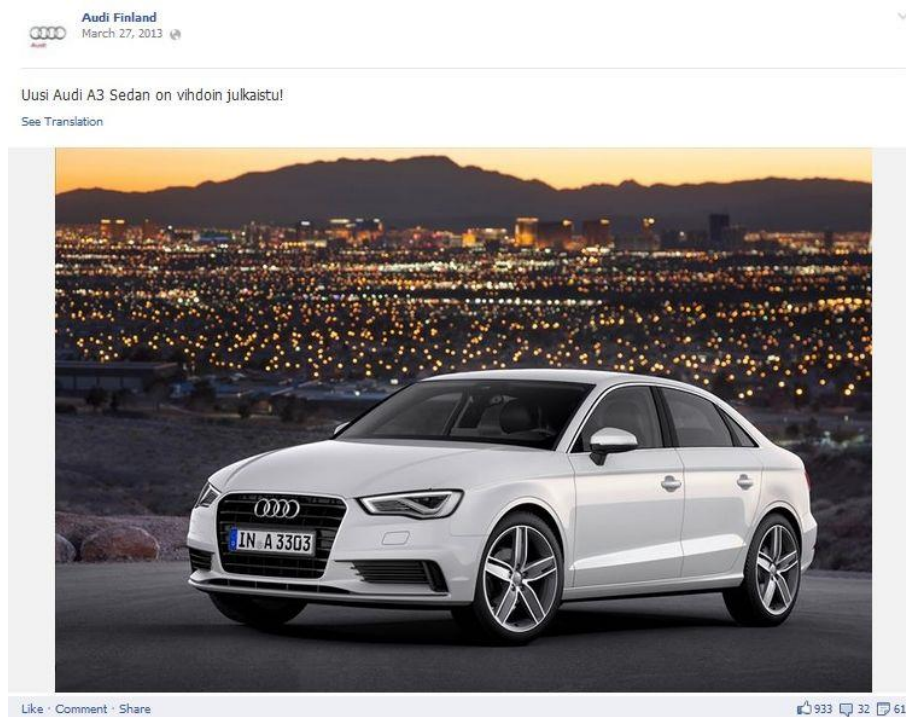 Audi Finland
March 27, 2013
Audi
Uusi Audi A3 Sedan on vihdoin julkaistu!
See Translation
IN A 3303
Like · Comment · Share
933 32 61